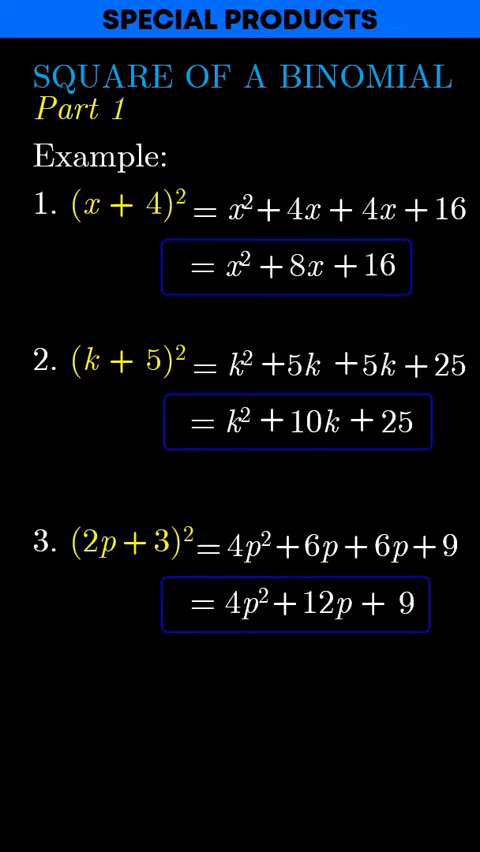 SPECIAL PRODUCTS
SQUARE OF A BINOMIAL
Part 1
Example:
1. (x + 4)² = x² + 4x + 4x + 16
= x² + 8x + 16
2. (k + 5)² = k² + 5k + 5k + 25
= k² + 10k + 25
3. (2p + 3)² = 4p² + 6p + 6p + 9
= 4p² + 12p + 9